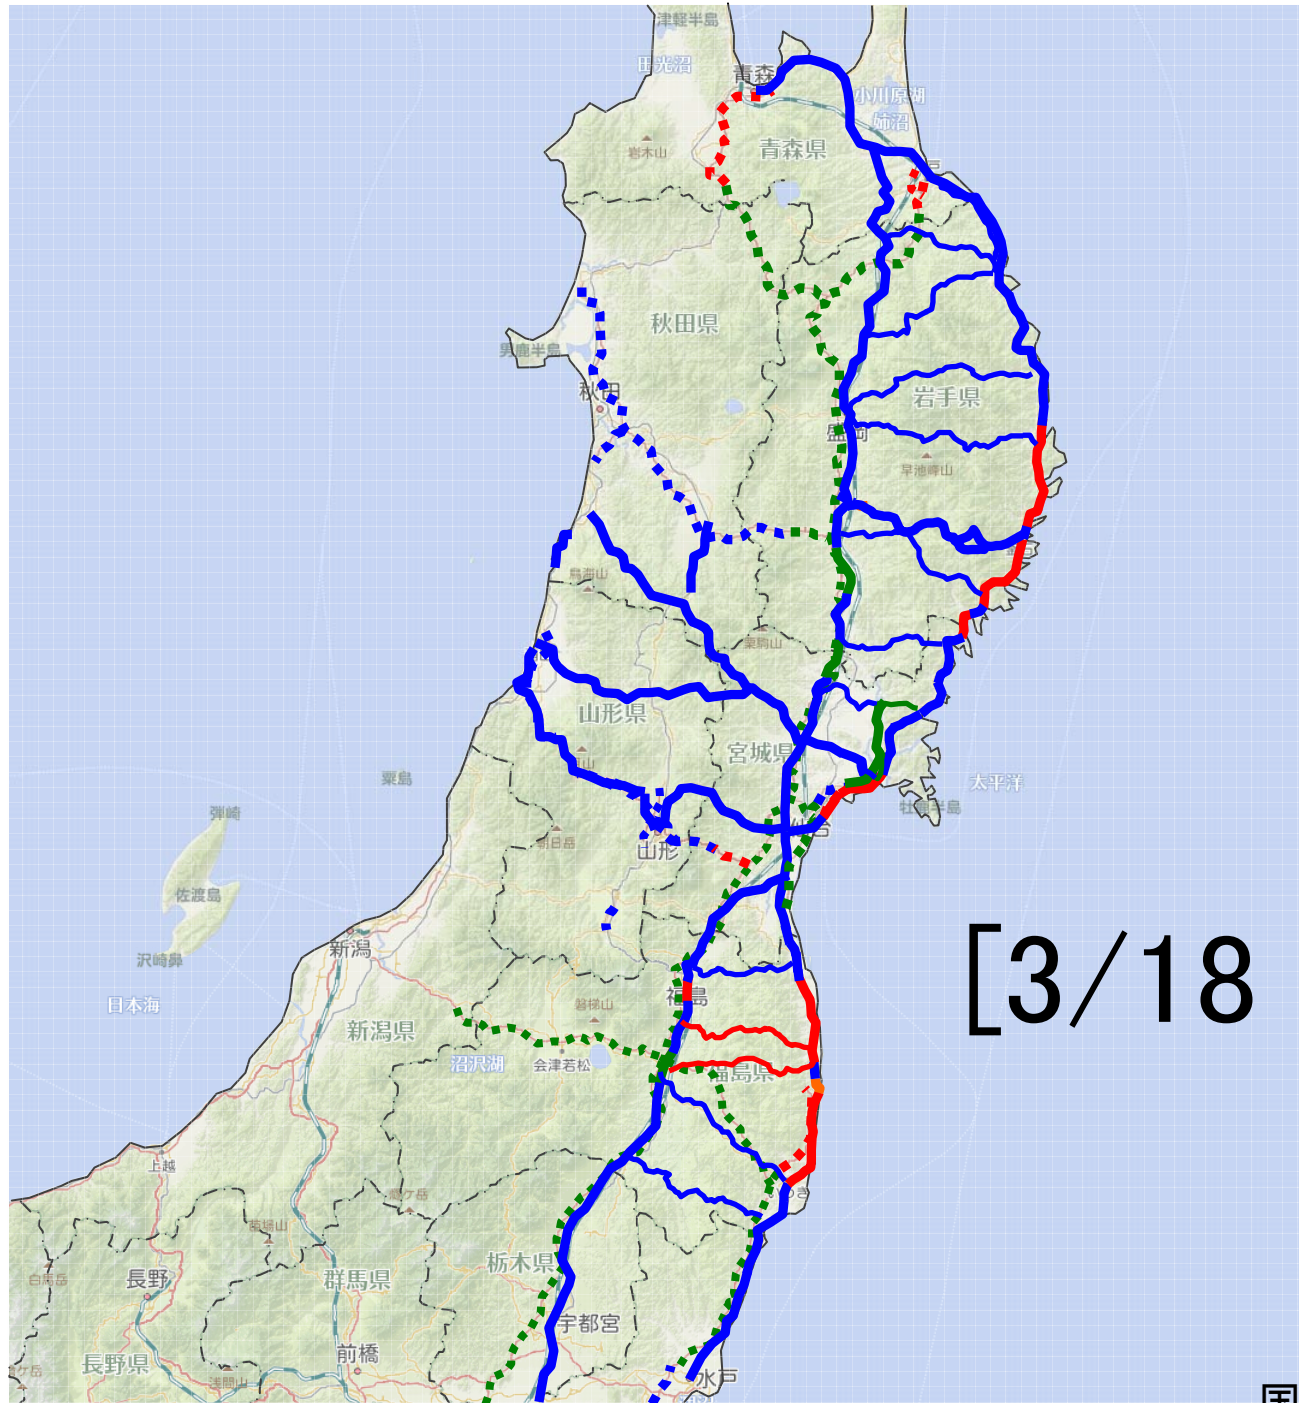 津軽半島
田光沼
青森
小川原湖
姉沼
岩木山
青森県
戸
秋田県
男鹿半島
秋田
岩手県
盛岡
早池峰山
鳥海山
栗駒山
山形県
宮城県
粟島
太平洋
牡鹿半島
弾崎
仙台
朝日岳
山形
佐渡島
新潟
沢崎鼻
[3/18
日本海
福島
磐梯山
新潟県
沼沢湖
会津若松
福島県
上越
燧ケ岳
き
苗場山
栃木県
白馬岳
長野
群馬県
宇都宮
前橋
長野県
浅間山
水戸
国